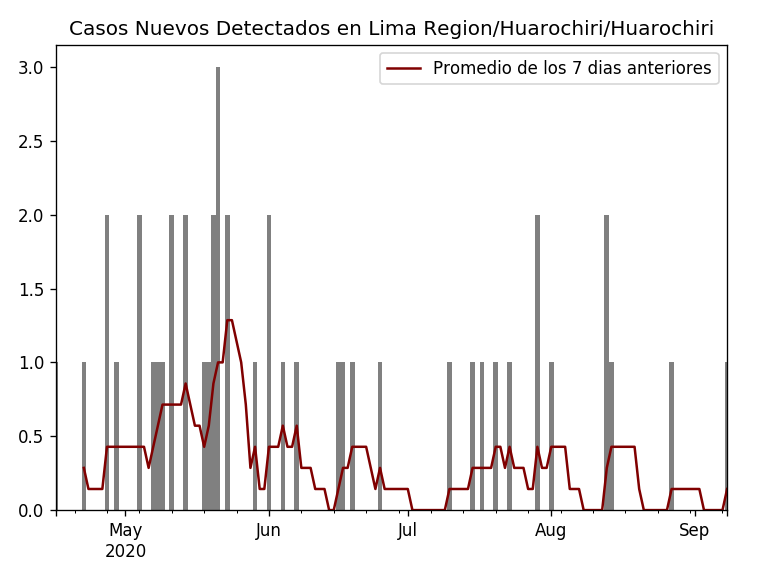 Casos Nuevos Detectados en Lima Region/Huarochiri/Huarochiri
Promedio de los 7 dias anteriores
3.0
2.5
2.0
1.5
1.0
0.5
0.0
May Jun Jul Aug Sep
2020